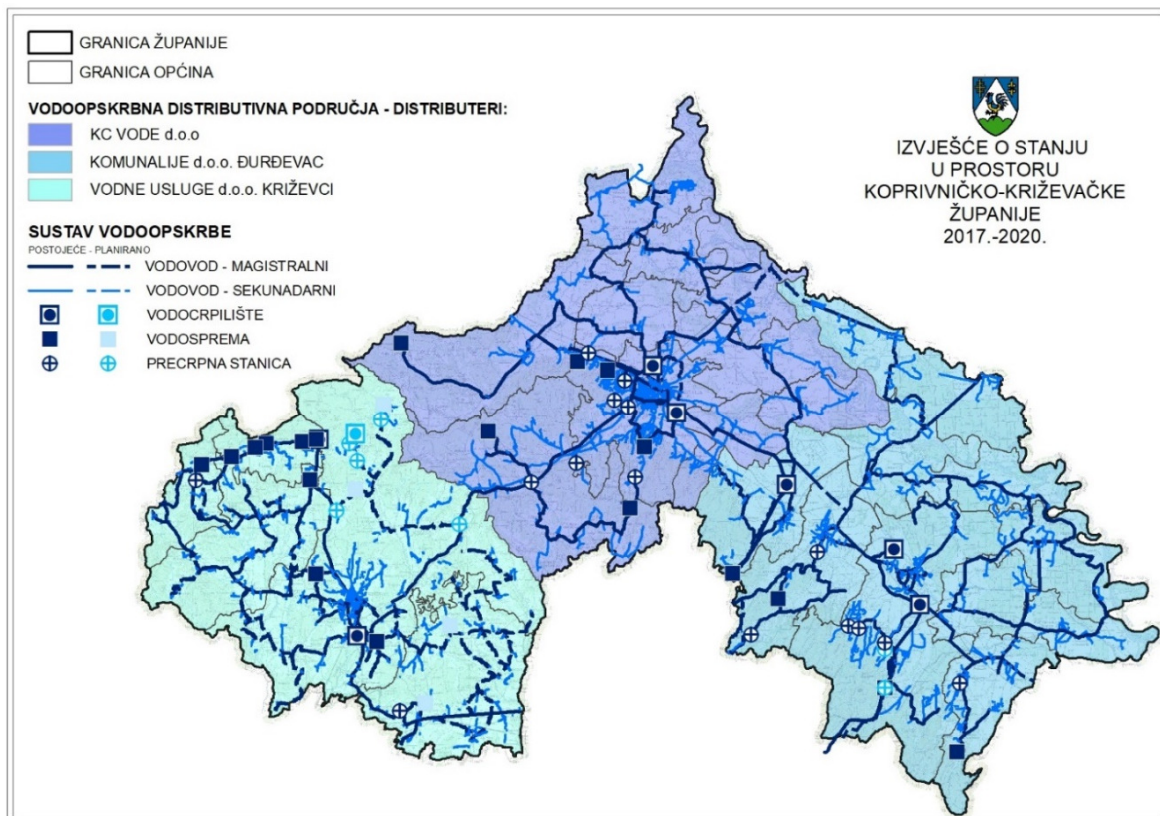 GRANICA ŽUPANIJE
GRANICA OPĆINA
VODOOPSKRBNA DISTRIBUTIVNA PODRUČJA - DISTRIBUTERI:
KC VODE d.o.o
KOMUNALIJE d.o.o. ĐURĐEVAC
VODNE USLUGE d.o.o. KRIŽEVCI
SUSTAV VODOOPSKRBE
POSTOJEĆE - PLANIRANO
VODOVOD - MAGISTRALNI
VODOVOD - SEKUNADARNI
VODOCRPILIŠTE
VODOSPREMA
PRECRPNA STANICA
IZVJEŠĆE O STANJU
U PROSTORU
KOPRIVNIČKO-KRIŽEVAČKE
ŽUPANIJE
2017.-2020.